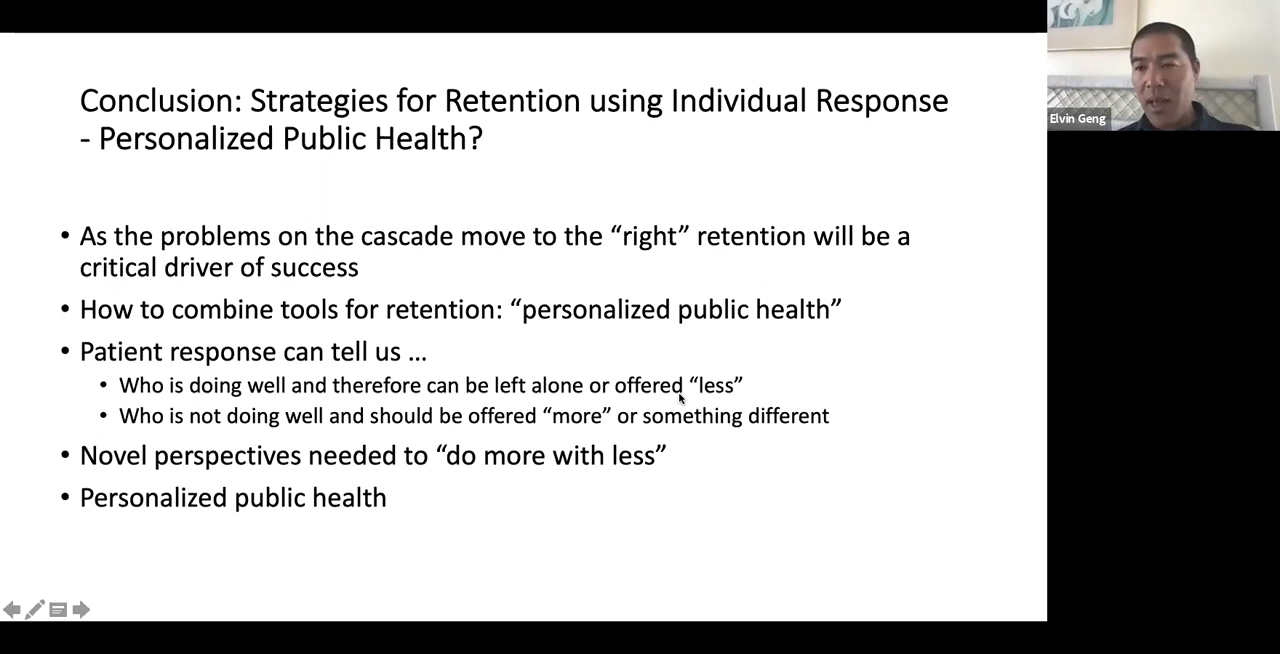 Conclusion: Strategies for Retention using Individual Response
- Personalized Public Health?
• As the problems on the cascade move to the “right” retention will be a
critical driver of success
• How to combine tools for retention: “personalized public health”
• Patient response can tell us ...
• Who is doing well and therefore can be left alone or offered “less”
• Who is not doing well and should be offered “more” or something different
• Novel perspectives needed to “do more with less”
• Personalized public health
Elvin Geng